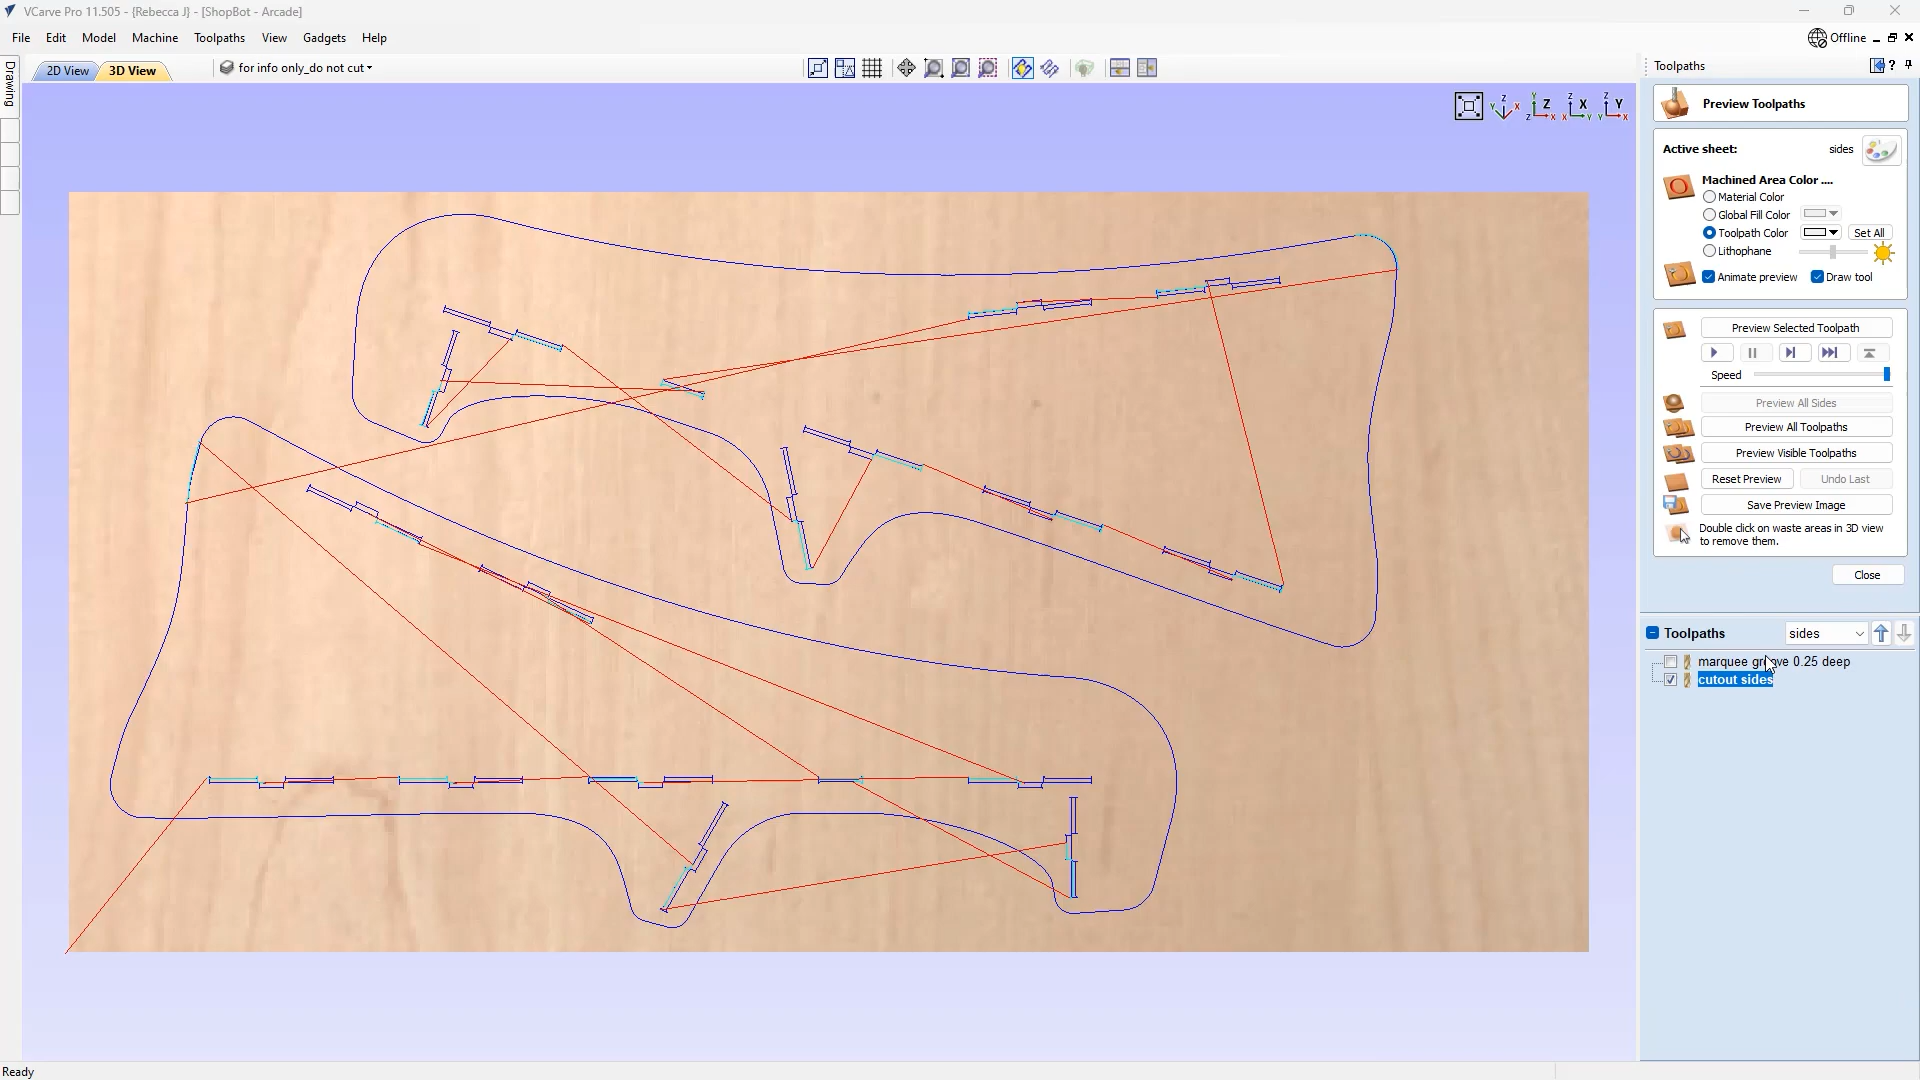 VCarve Pro 11.505 - {Rebecca J} - [ShopBot - Arcade]
File Edit Model Machine Toolpaths View Gadgets Help
Offline
Drawing
2D View 3D View for info only_do not cut
Toolpaths
Z Y X
Y Z X
Z X Y
Z Y X
Preview Toolpaths
Active sheet: sides
Machined Area Color ....
Material Color
Global Fill Color
Toolpath Color Set All
Lithophane
Animate preview Draw tool
Preview Selected Toolpath
Speed
Preview All Sides
Preview All Toolpaths
Preview Visible Toolpaths
Reset Preview Undo Last
Save Preview Image
Double click on waste areas in 3D view
to remove them.
Close
Toolpaths sides
marquee groove 0.25 deep
cutout sides
Ready